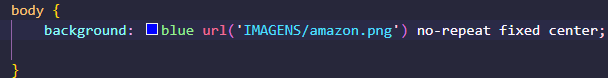 body {
background: blue url('IMAGENS/amazon.png') no-repeat fixed center;
}